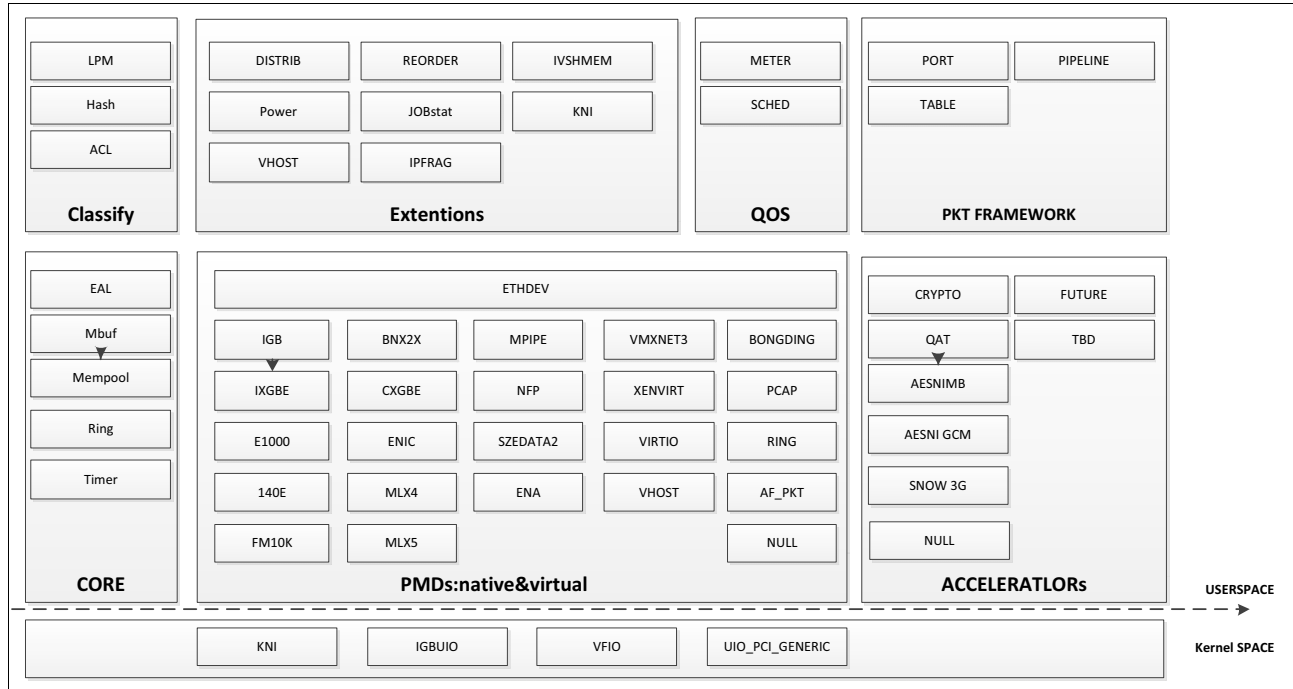 LPM
Hash
ACL
Classify
DISTRIB
REORDER
IVSHMEM
Power
JOBstat
KNI
VHOST
IPFRAG
Extentions
METER
SCHED
QOS
PORT
PIPELINE
TABLE
PKT FRAMEWORK
EAL
Mbuf
Mempool
Ring
Timer
CORE
ETHDEV
IGB
BNX2X
MPIPE
VMXNET3
BONGDING
IXGBE
CXGBE
NFP
XENVIRT
PCAP
E1000
ENIC
SZEDATA2
VIRTIO
RING
140E
MLX4
ENA
VHOST
AF_PKT
FM10K
MLX5
NULL
PMDs:native&virtual
CRYPTO
FUTURE
QAT
TBD
AESNIMB
AESNI GCM
SNOW 3G
NULL
ACCELERATLORs
USERSPACE
KNI
IGBUIO
VFIO
UIO_PCI_GENERIC
Kernel SPACE